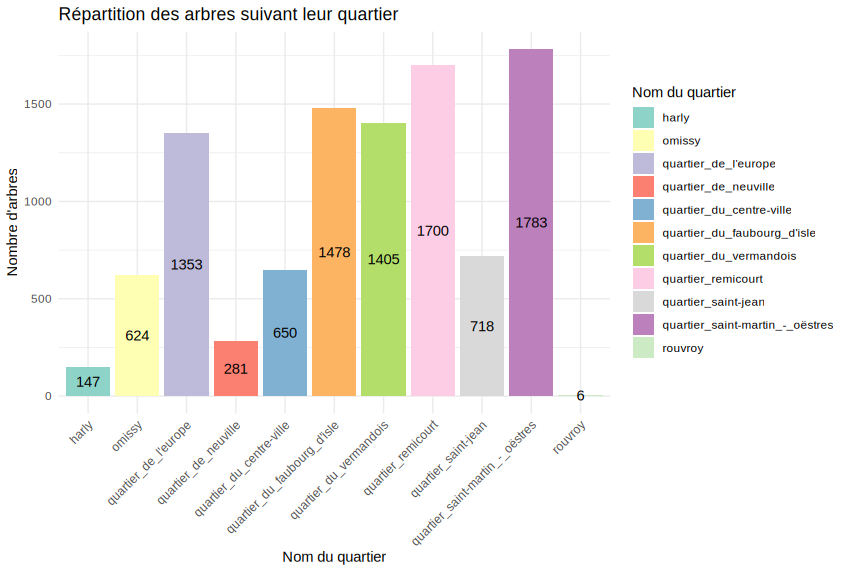 Répartition des arbres suivant leur quartier
Nombre d'arbres
1500
1000
500
0
147
624
1353
281
650
1478
1405
1700
718
1783
6
harly
omissy
quartier_de_l'europe
quartier_de_neuville
quartier_du_centre-ville
quartier_du_faubourg_d'isle
quartier_du_vermandois
quartier_remicourt
quartier_saint-jean
quartier_saint-martin_-_oëstres
rouvroy
Nom du quartier
Nom du quartier
harly
omissy
quartier_de_l'europe
quartier_de_neuville
quartier_du_centre-ville
quartier_du_faubourg_d'isle
quartier_du_vermandois
quartier_remicourt
quartier_saint-jean
quartier_saint-martin_-_oëstres
rouvroy